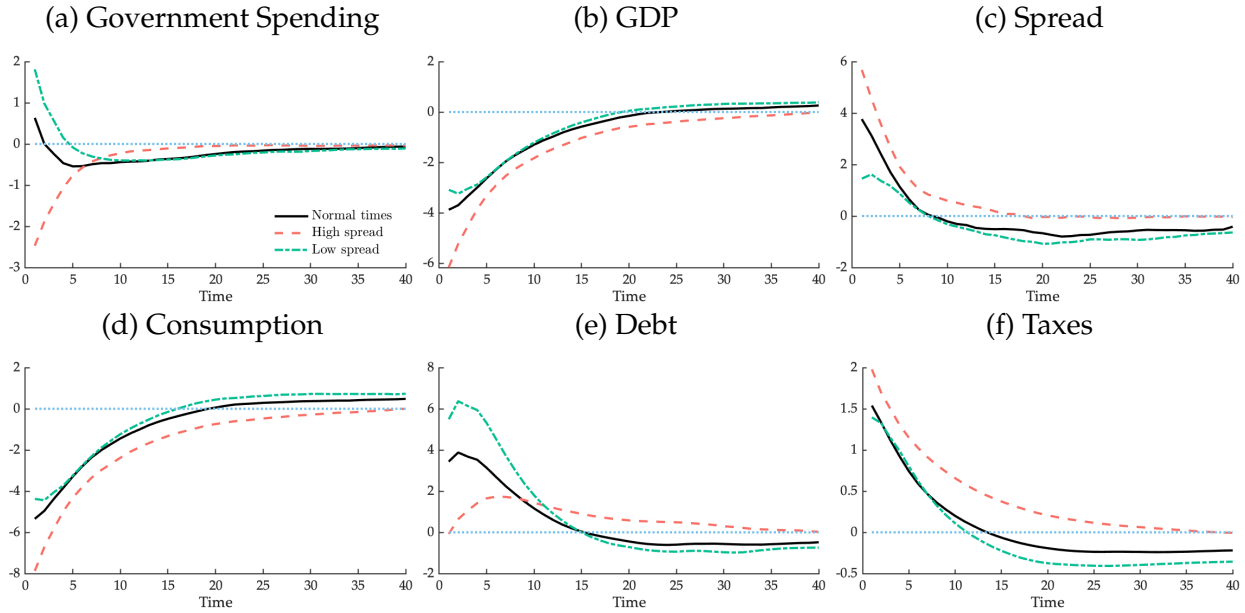 (a) Government Spending
(b) GDP
(c) Spread
2
1
0
-1
-2
-3
0 5 10 15 20 25 30 35 40
Time
Normal times
High spread
Low spread
2
0
-2
-4
-6
0 5 10 15 20 25 30 35 40
Time
6
4
2
0
-2
0 5 10 15 20 25 30 35 40
Time
(d) Consumption
(e) Debt
(f) Taxes
2
0
-2
-4
-6
-8
0 5 10 15 20 25 30 35 40
Time
8
6
4
2
0
-2
0 5 10 15 20 25 30 35 40
Time
2
1.5
1
0.5
0
-0.5
0 5 10 15 20 25 30 35 40
Time